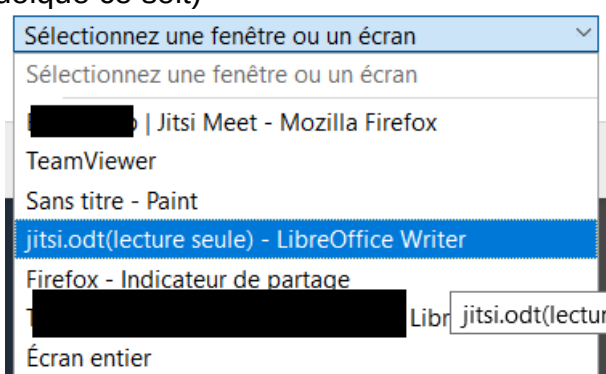 Sélectionnez une fenêtre ou un écran
Sélectionnez une fenêtre ou un écran
| Jitsi Meet - Mozilla Firefox
TeamViewer
Sans titre - Paint
jitsi.odt(lecture seule) - LibreOffice Writer
Firefox - Indicateur de partage
Libr jitsi.odt(lectur
Écran entier